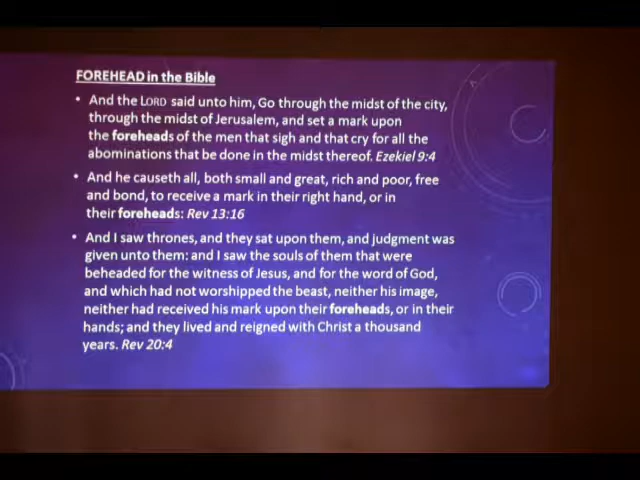 FOREHEAD in the Bible
• And the LORD said unto him, Go through the midst of the city,
through the midst of Jerusalem, and set a mark upon
the foreheads of the men that sigh and that cry for all the
abominations that be done in the midst thereof. Ezekiel 9:4
• And he causeth all, both small and great, rich and poor, free
and bond, to receive a mark in their right hand, or in
their foreheads: Rev 13:16
• And I saw thrones, and they sat upon them, and judgment was
given unto them: and I saw the souls of them that were
beheaded for the witness of Jesus, and for the word of God,
and which had not worshipped the beast, neither his image,
neither had received his mark upon their foreheads, or in their
hands; and they lived and reigned with Christ a thousand
years. Rev 20:4